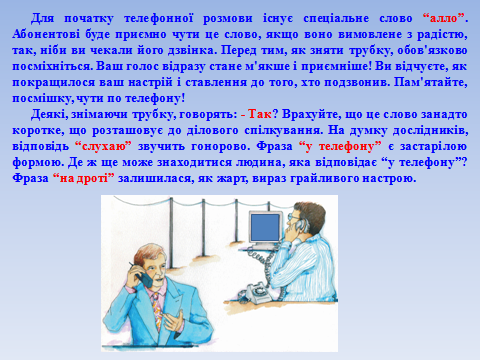 Для початку телефонної розмови існує спеціальне слово “алло”.
Абонентові буде приємно чути це слово, якщо воно вимовлене з радістю,
так, ніби ви чекали його дзвінка. Перед тим, як зняти трубку, обов'язково
посміхніться. Ваш голос відразу стане м'якше і приємніше! Ви відчуєте, як
покращилося ваш настрій і ставлення до того, хто подзвонив. Пам'ятайте,
посмішку,чути по телефону!
Деякі, знімаючи трубку, говорять: - Так? Врахуйте, що це слово занадто
коротке, що розташовує до ділового спілкування. На думку дослідників,
відповідь “слухаю” звучить гонорово. Фраза “у телефону” є застарілою
формою. Де ж ще може знаходитися людина, яка відповідає “у телефону”?
Фраза “на дроті” залишилася, як жарт, вираз грайливого настрою.